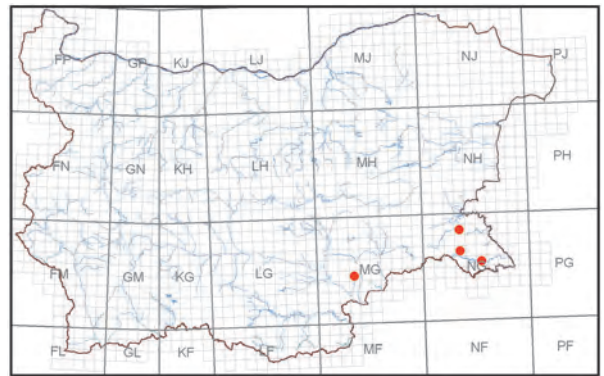 FP GP KJ LJ MJ NJ PJ
FN GN KH LH MH NH PH
FM GM KG LG MG NG PG
FL GL KF LF MF NF PF